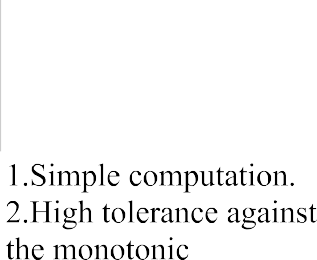 1.Simple computation.
2.High tolerance against
the monotonic